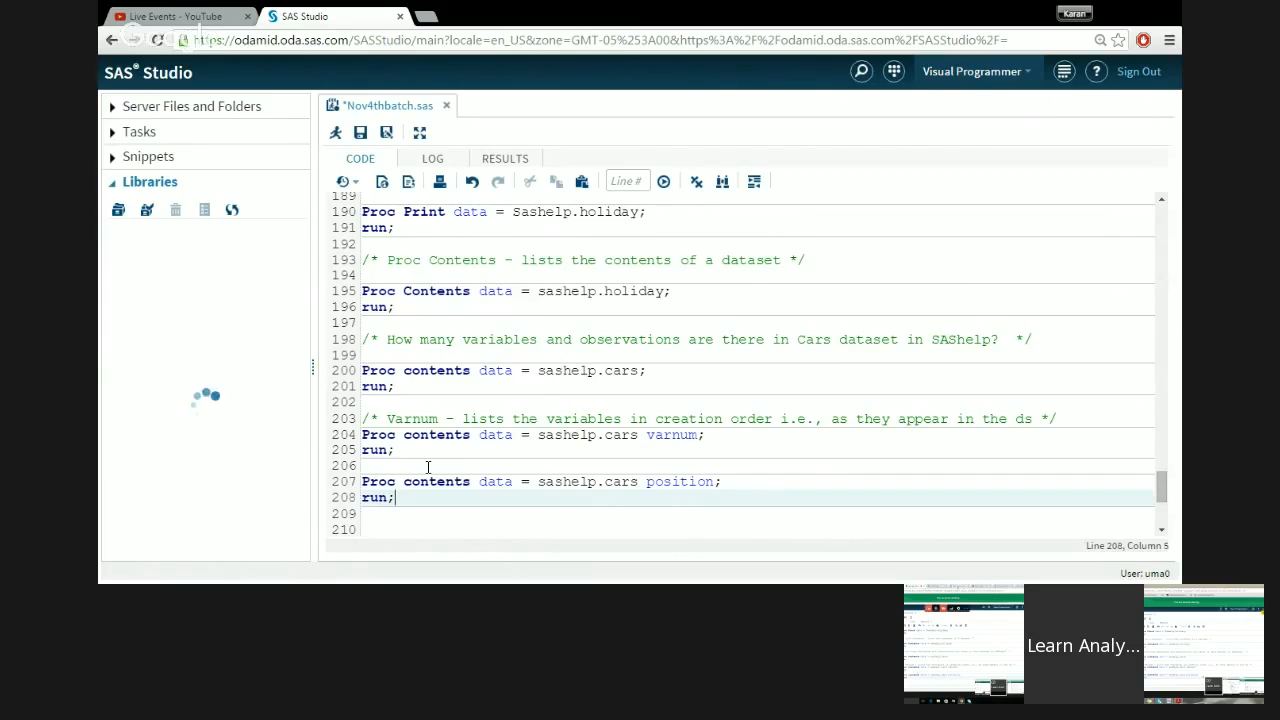 Live Events - YouTube
SAS Studio
Karan
https://odamid.oda.sas.com/SASStudio/main?locale=en_US&zone=GMT-05%253A00&https%3A%2F%2Fodamid.oda.sas.com%2FSASStudio%2F=
SAS® Studio
Visual Programmer
Sign Out
Server Files and Folders
Tasks
Snippets
Libraries
*Nov4thbatch.sas
CODE LOG RESULTS
Line #
189
190 Proc Print data = Sashelp.holiday;
191 run;
192
193 /* Proc Contents - lists the contents of a dataset */
194
195 Proc Contents data = sashelp.holiday;
196 run;
197
198 /* How many variables and observations are there in Cars dataset in SAShelp?  */
199
200 Proc contents data = sashelp.cars;
201 run;
202
203 /* Varnum - lists the variables in creation order i.e., as they appear in the ds */
204 Proc contents data = sashelp.cars varnum;
205 run;
206
207 Proc contents data = sashelp.cars position;
208 run;
209
210
Line 208, Column 5
User: uma0
Learn Analy...